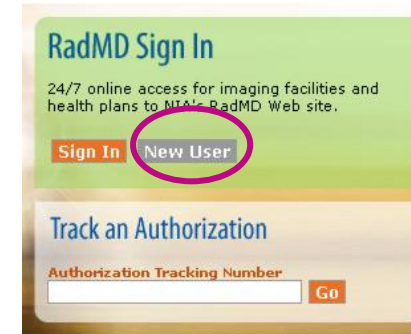 RadMD Sign In
24/7 online access for imaging facilities and
health plans to NIA's RadMD Web site.
Sign In New User
Track an Authorization
Authorization Tracking Number
Go